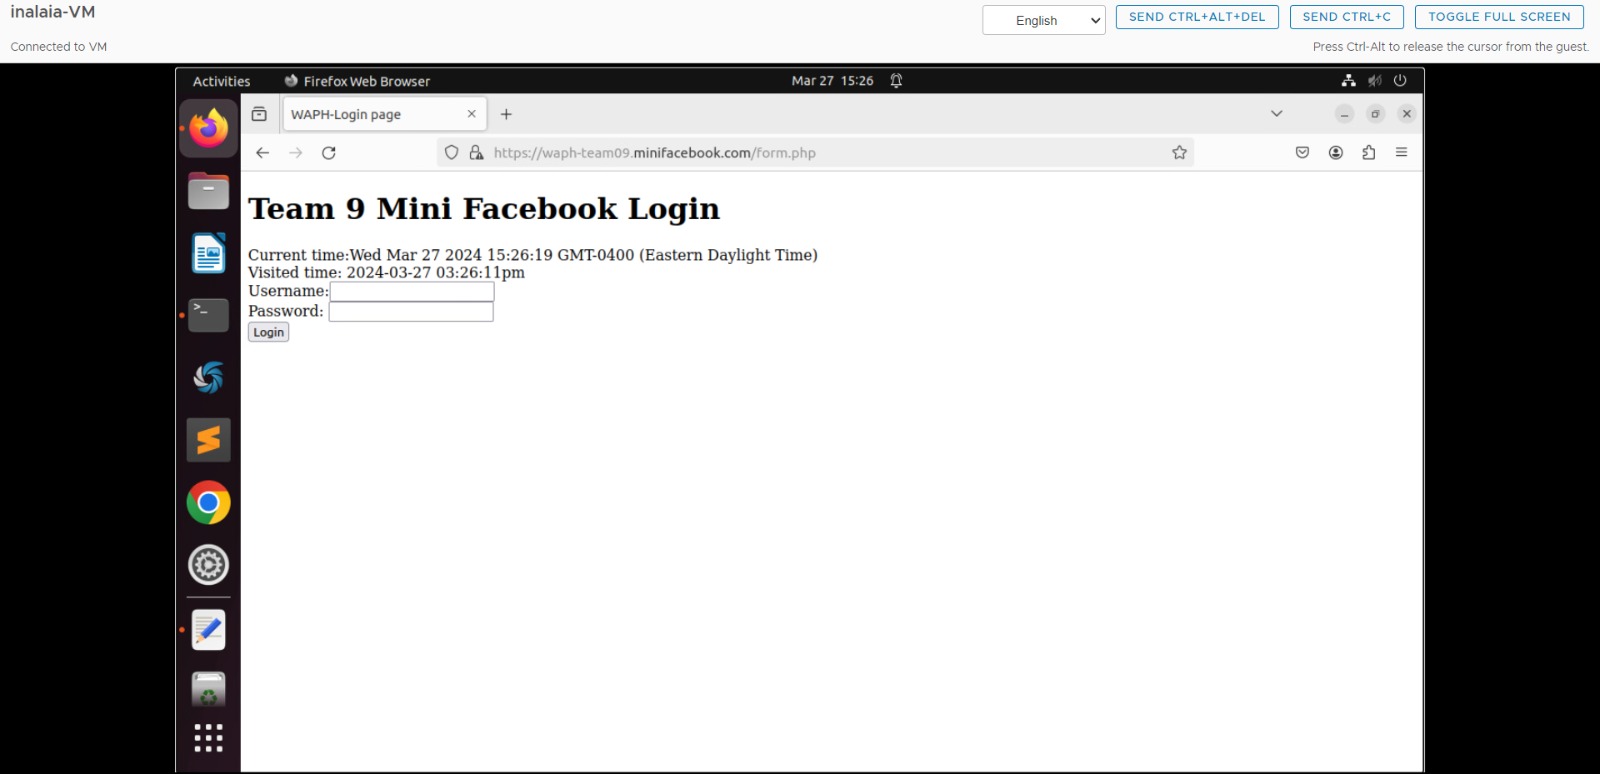 inalaia-VM
English
SEND CTRL+ALT+DEL
SEND CTRL+C
TOGGLE FULL SCREEN
Connected to VM
Press Ctrl-Alt to release the cursor from the guest.
Activities
Firefox Web Browser
Mar 27 15:26
WAPH-Login page
https://waph-team09.minifacebook.com/form.php
Team 9 Mini Facebook Login
Current time:Wed Mar 27 2024 15:26:19 GMT-0400 (Eastern Daylight Time)
Visited time: 2024-03-27 03:26:11pm
Username:
Password:
Login